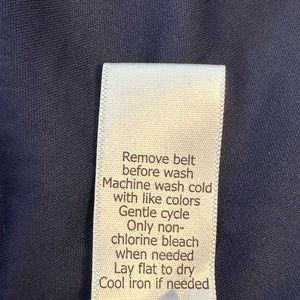 Remove belt
before wash
Machine wash cold
with like colors
Gentle cycle
Only non-
chlorine bleach
when needed
Lay flat to dry
Cool iron if needed